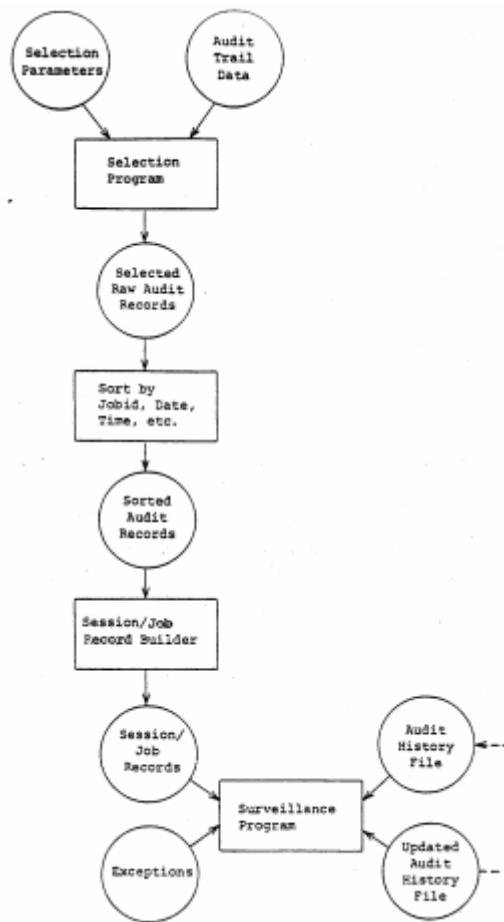 Selection
Parameters
Audit
Trail
Data
Selection
Program
Selected
Raw Audit
Records
Sort by
Jobid, Date,
Time, etc.
Sorted
Audit
Records
Session/Job
Record Builder
Session/
Job
Records
Audit
History
File
Surveillance
Program
Exceptions
Updated
Audit
History
File